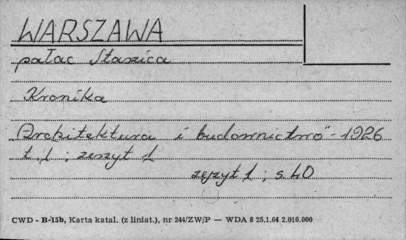 WARSZAWA
pałac Staszica
Kronika
"Architektura i budownictwo" - 1926
t. 1 ; zeszyt 1
zeszyt 1 ; s. 40
CWD - B-15b, Karta katal. (z liniat.), nr 244/ZW/P — WDA 8 25.1.64 2.010.000